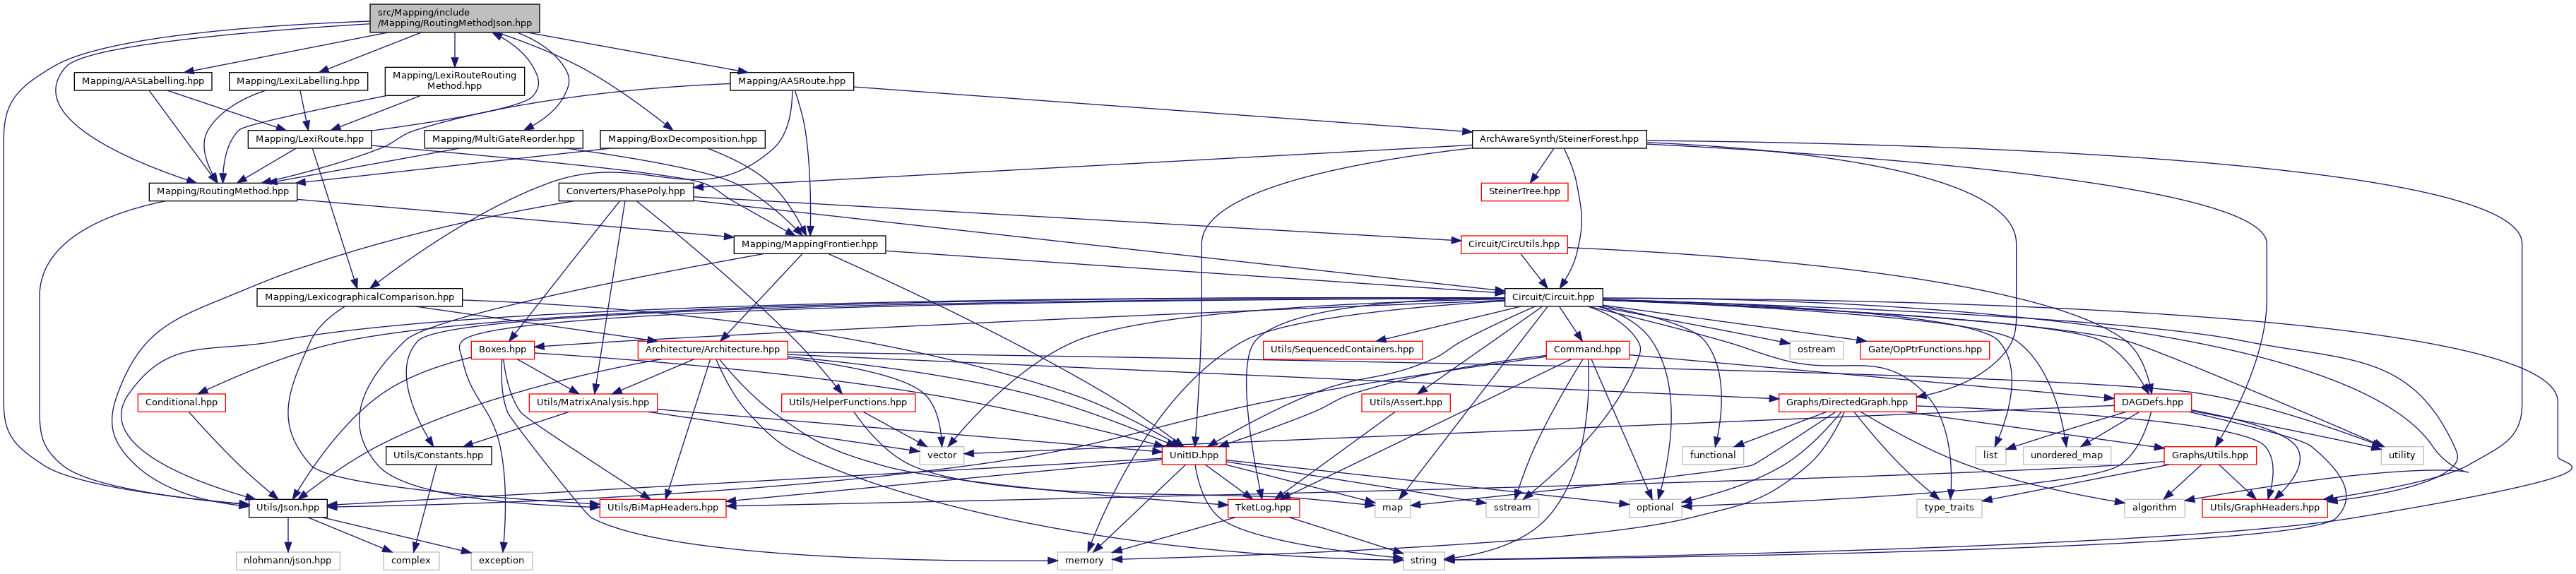 src/Mapping/include
/Mapping/RoutingMethodJson.hpp
Mapping/AASLabelling.hpp
Mapping/LexiLabelling.hpp
Mapping/LexiRouteRouting
Method.hpp
Mapping/AASRoute.hpp
Mapping/LexiRoute.hpp
Mapping/MultiGateReorder.hpp
Mapping/BoxDecomposition.hpp
ArchAwareSynth/SteinerForest.hpp
Mapping/RoutingMethod.hpp
Converters/PhasePoly.hpp
SteinerTree.hpp
Mapping/MappingFrontier.hpp
Circuit/CircUtils.hpp
Mapping/LexicographicalComparison.hpp
Circuit/Circuit.hpp
Boxes.hpp
Architecture/Architecture.hpp
Utils/SequencedContainers.hpp
Command.hpp
ostream
Gate/OpPtrFunctions.hpp
Conditional.hpp
Utils/MatrixAnalysis.hpp
Utils/HelperFunctions.hpp
Utils/Assert.hpp
Graphs/DirectedGraph.hpp
DAGDefs.hpp
Utils/Constants.hpp
vector
UnitID.hpp
functional
list
unordered_map
Graphs/Utils.hpp
utility
Utils/Json.hpp
Utils/BiMapHeaders.hpp
TketLog.hpp
map
sstream
optional
type_traits
algorithm
Utils/GraphHeaders.hpp
nlohmann/json.hpp
complex
exception
memory
string